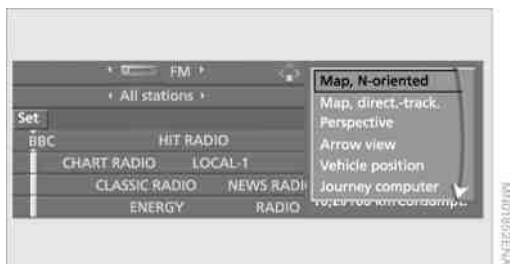 FM
All stations
Set
BBC HIT RADIO
CHART RADIO LOCAL-1
CLASSIC RADIO NEWS RADI
ENERGY RADIO
Map, N-oriented
Map, direct.-track.
Perspective
Arrow view
Vehicle position
Journey computer